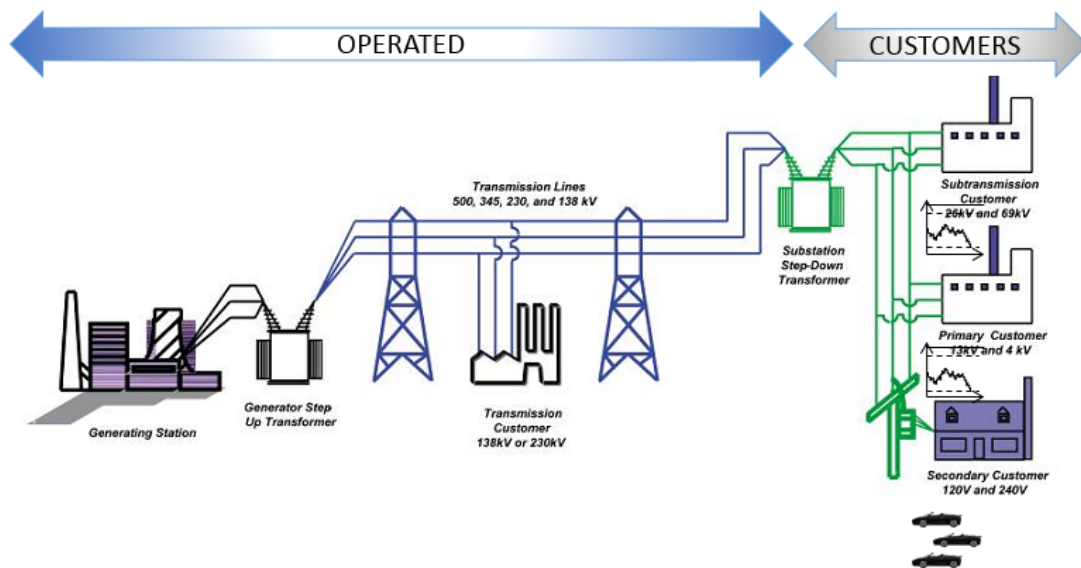 OPERATED
CUSTOMERS
Transmission Lines
500, 345, 230, and 138 kV
Subtransmission
Customer
26kV and 69kV
Substation
Step-Down
Transformer
Primary Customer
13kV and 4 kV
Generator Step
Up Transformer
Generating Station
Transmission
Customer
138kV or 230kV
Secondary Customer
120V and 240V